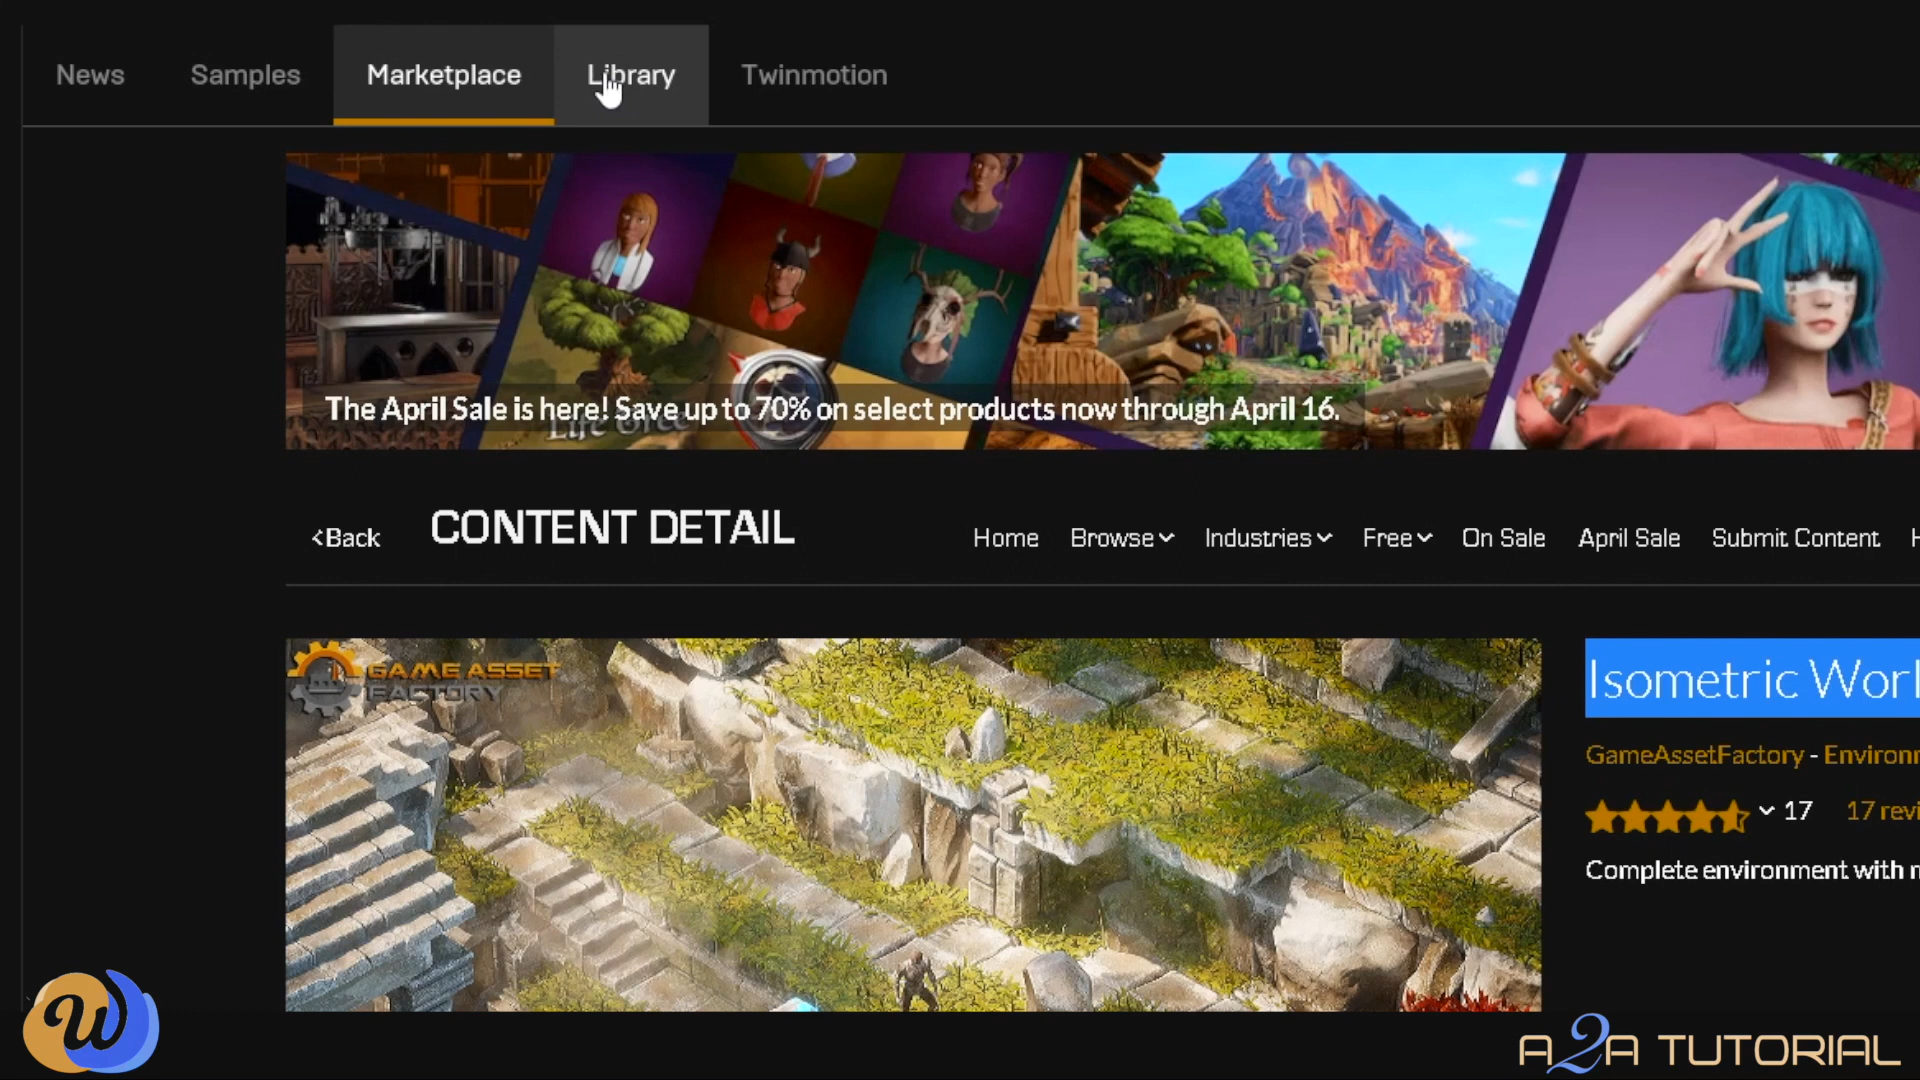 News Samples Marketplace Library Twinmotion
The April Sale is here! Save up to 70% on select products now through April 16.
<Back CONTENT DETAIL Home Browse Industries Free On Sale April Sale Submit Content
GAME ASSET
FACTORY
Isometric Worl
GameAssetFactory - Environ
17 17 revi
Complete environment with
W
A2A TUTORIAL